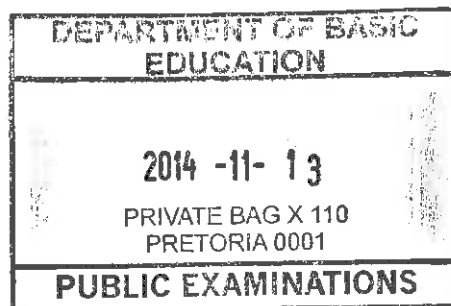 DEPARTMENT OF BASIC
EDUCATION
2014 -11- 13
PRIVATE BAG X 110
PRETORIA 0001
PUBLIC EXAMINATIONS